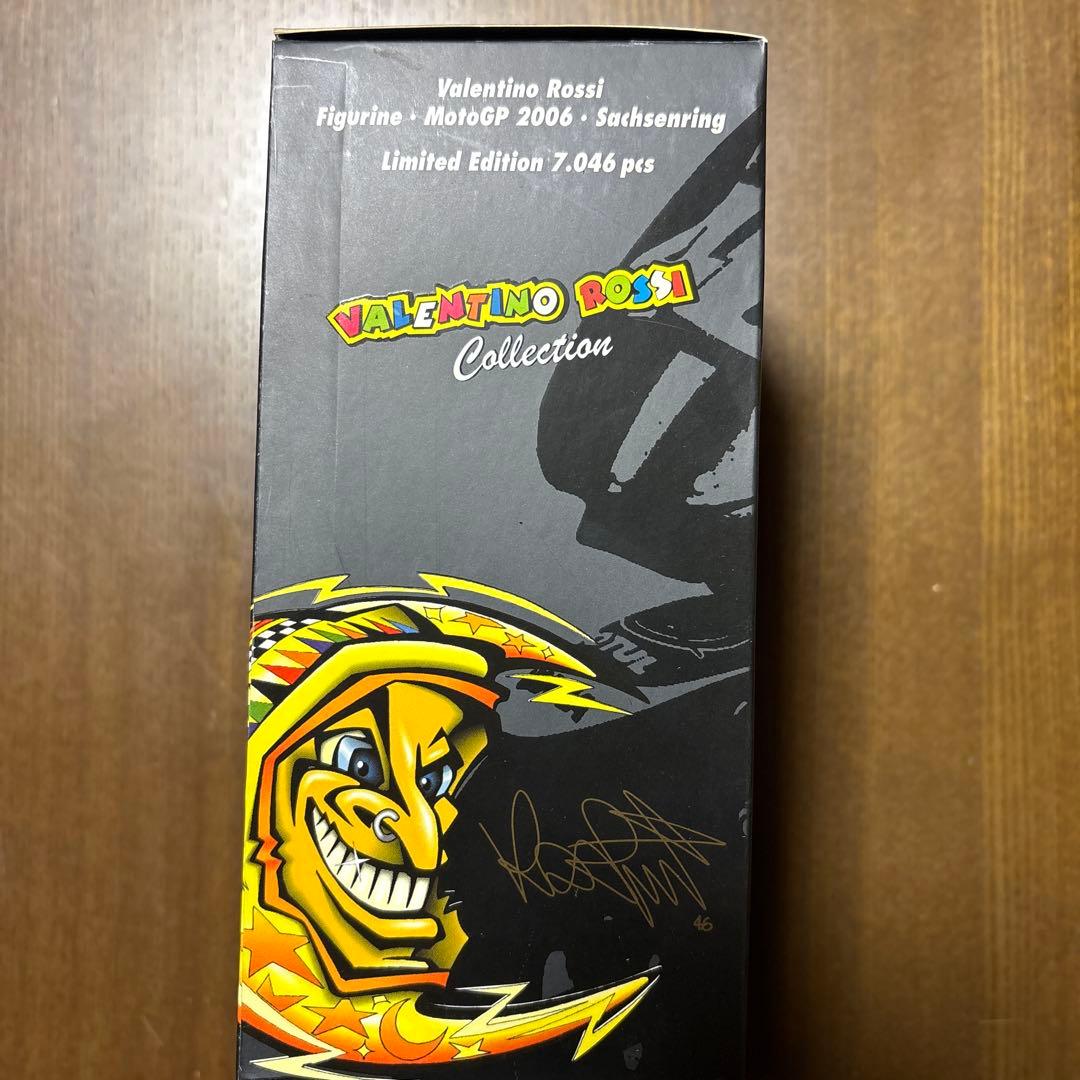 Valentino Rossi
Figurine · MotoGP 2006 · Sachsenring
Limited Edition 7.046 pcs
VALENTINO ROSSI
Collection
46